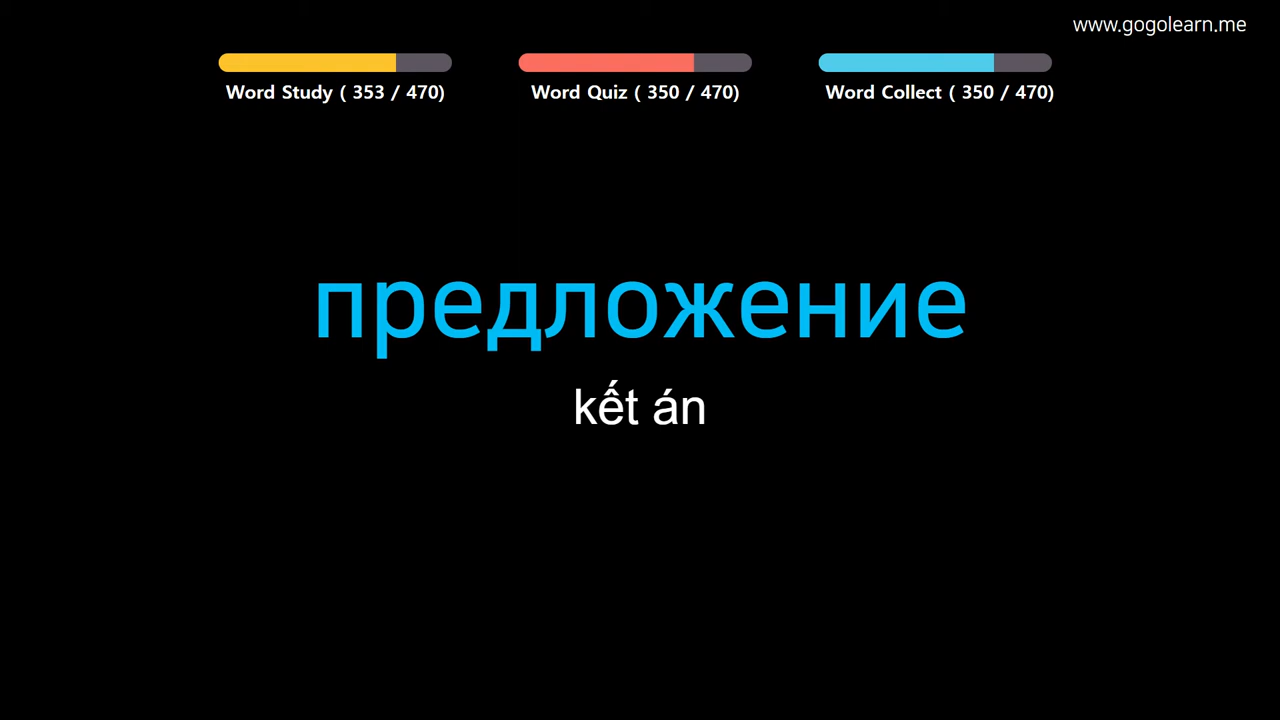 www.gogolearn.me
Word Study ( 353 / 470)
Word Quiz ( 350 / 470)
Word Collect ( 350 / 470)
предложение
kết án